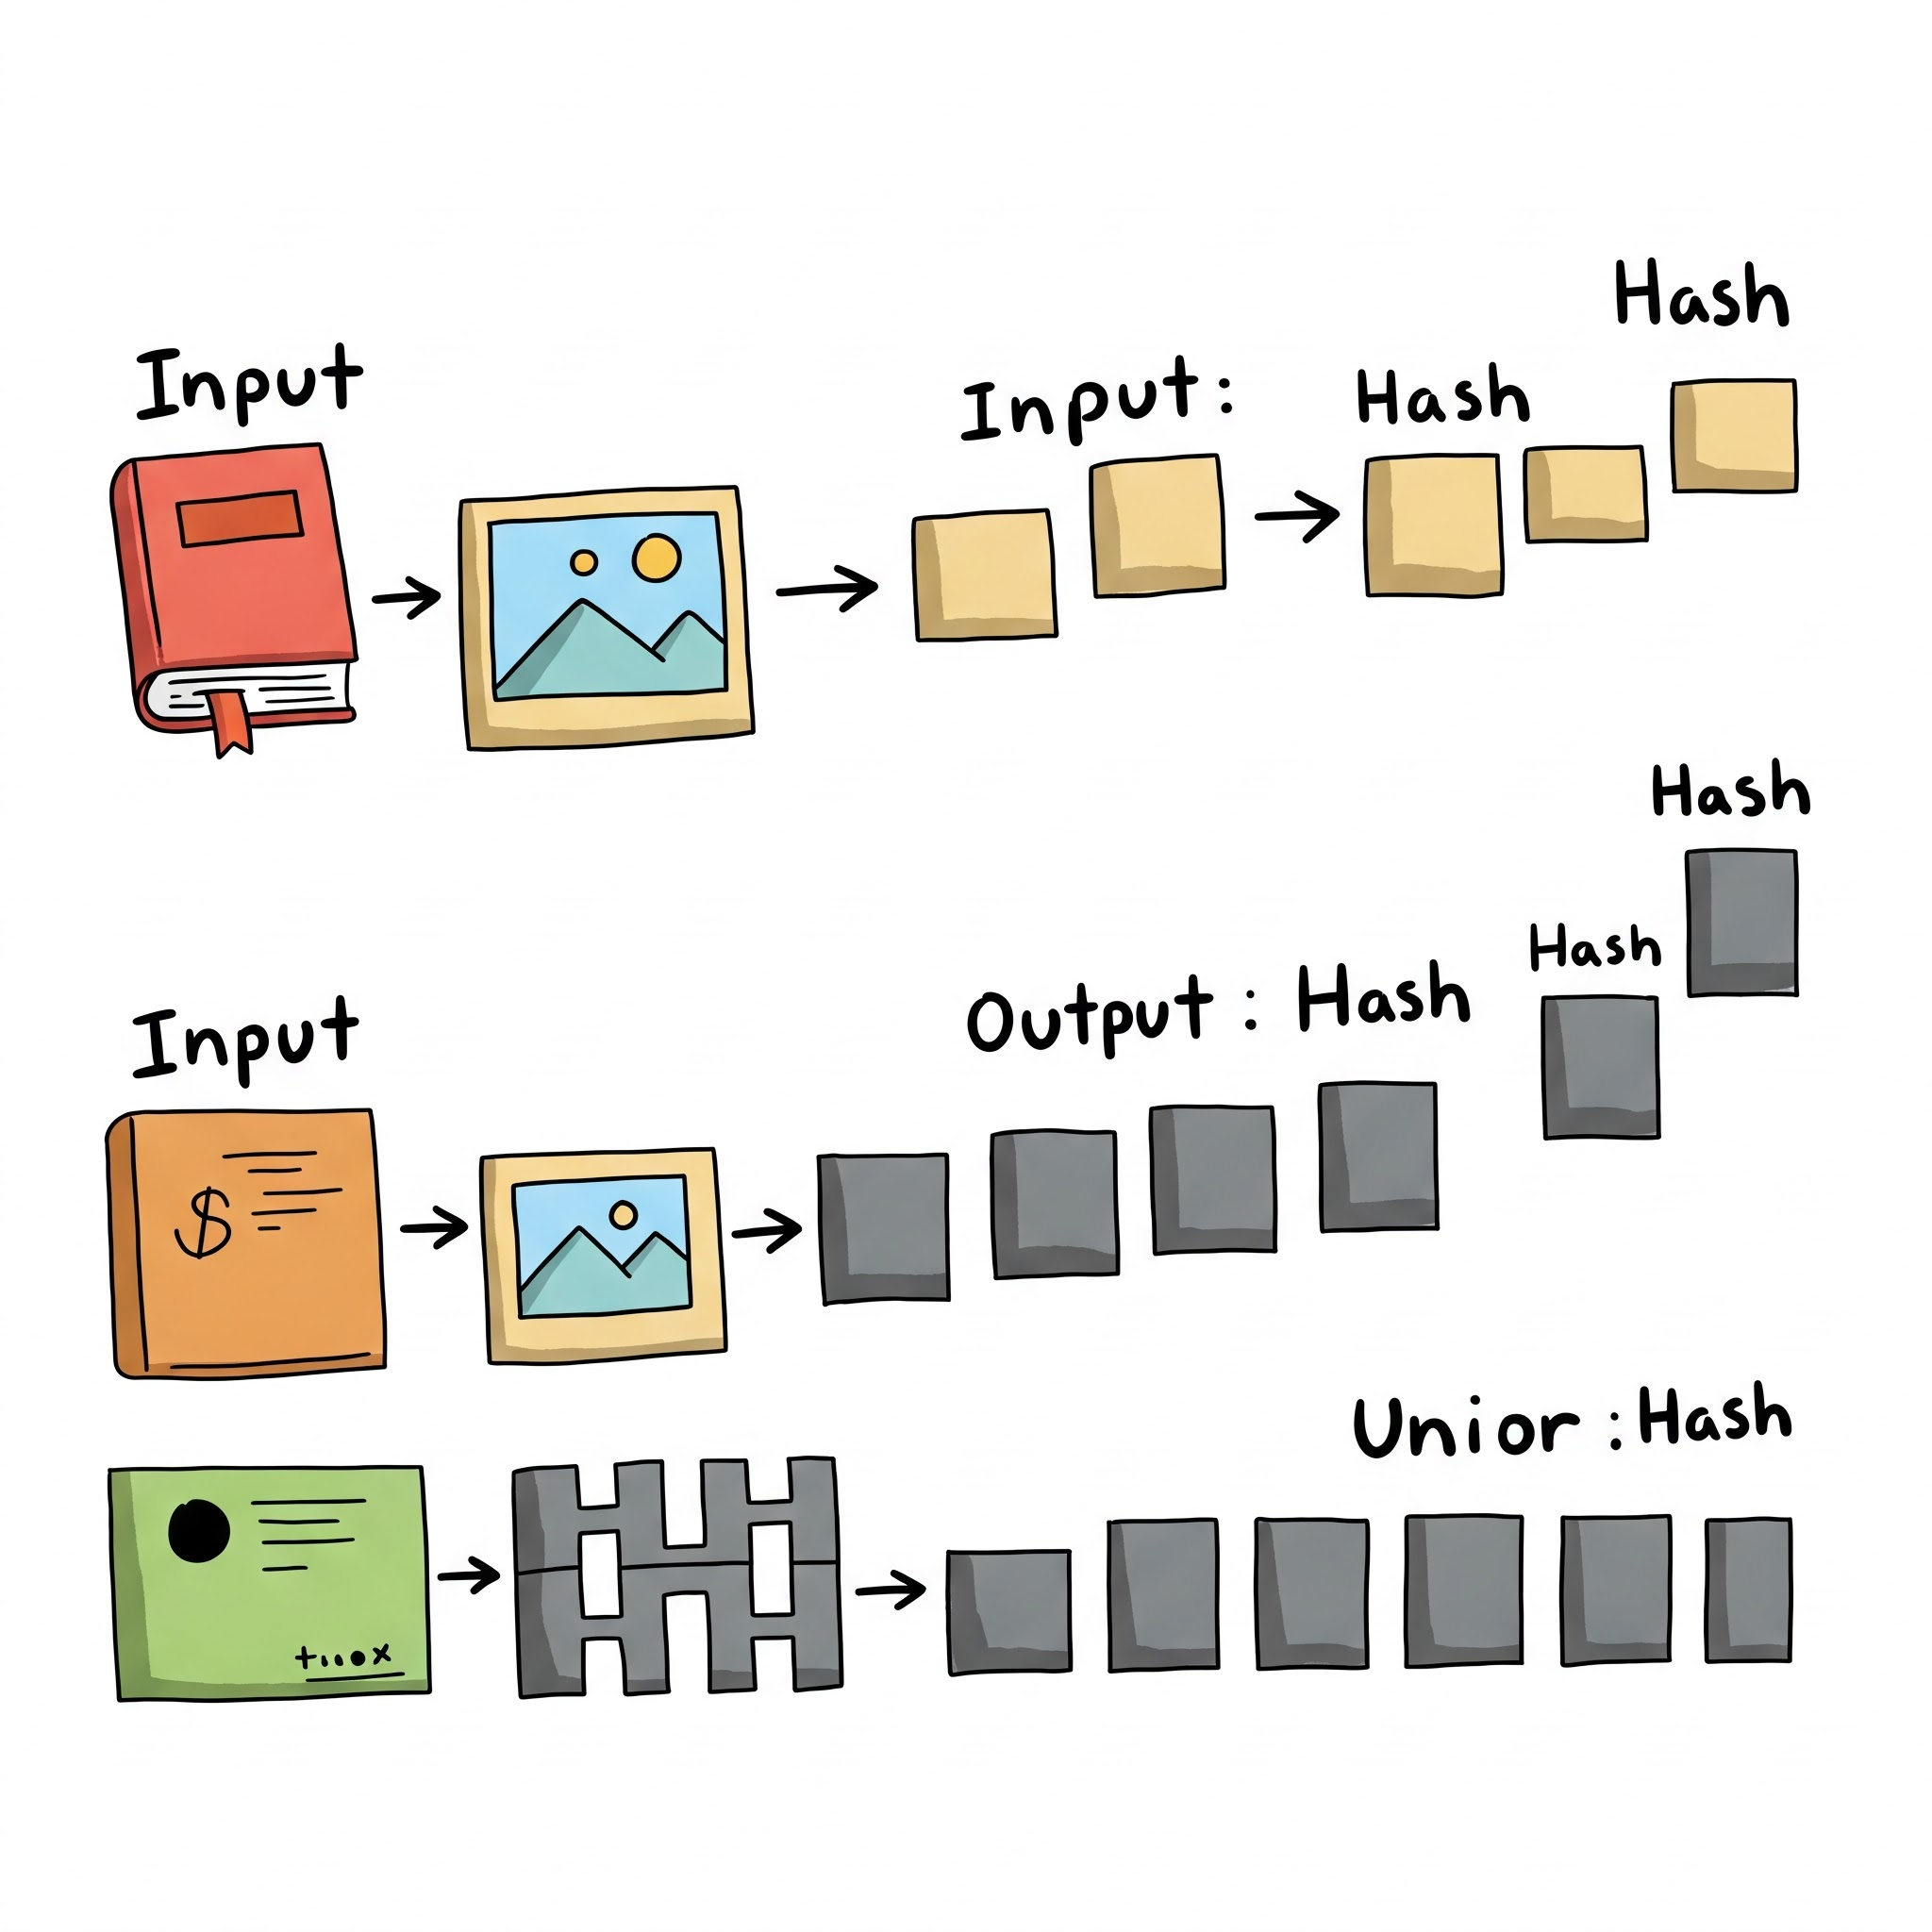 Hash
Input
Input:
Hash
Hash
Hash
Input
Output : Hash
Unior : Hash
$